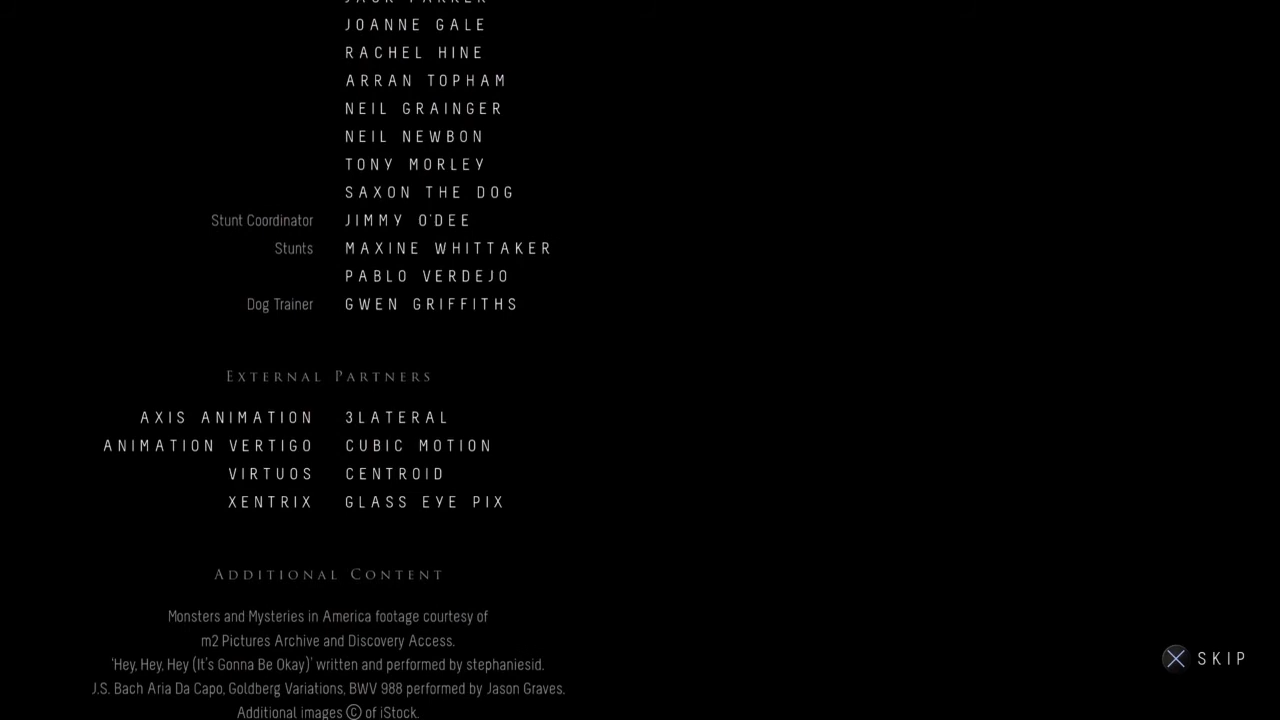 JACK PARKER
JOANNE GALE
RACHEL HINE
ARRAN TOPHAM
NEIL GRAINGER
NEIL NEWBON
TONY MORLEY
SAXON THE DOG
Stunt Coordinator JIMMY O'DEE
Stunts MAXINE WHITTAKER
PABLO VERDEJO
Dog Trainer GWEN GRIFFITHS
EXTERNAL PARTNERS
AXIS ANIMATION 3LATERAL
ANIMATION VERTIGO CUBIC MOTION
VIRTUOS CENTROID
XENTRIX GLASS EYE PIX
ADDITIONAL CONTENT
Monsters and Mysteries in America footage courtesy of
m2 Pictures Archive and Discovery Access.
'Hey, Hey, Hey (It's Gonna Be Okay)' written and performed by stephaniesid.
J.S. Bach Aria Da Capo, Goldberg Variations, BWV 988 performed by Jason Graves.
Additional images © of iStock.
SKIP